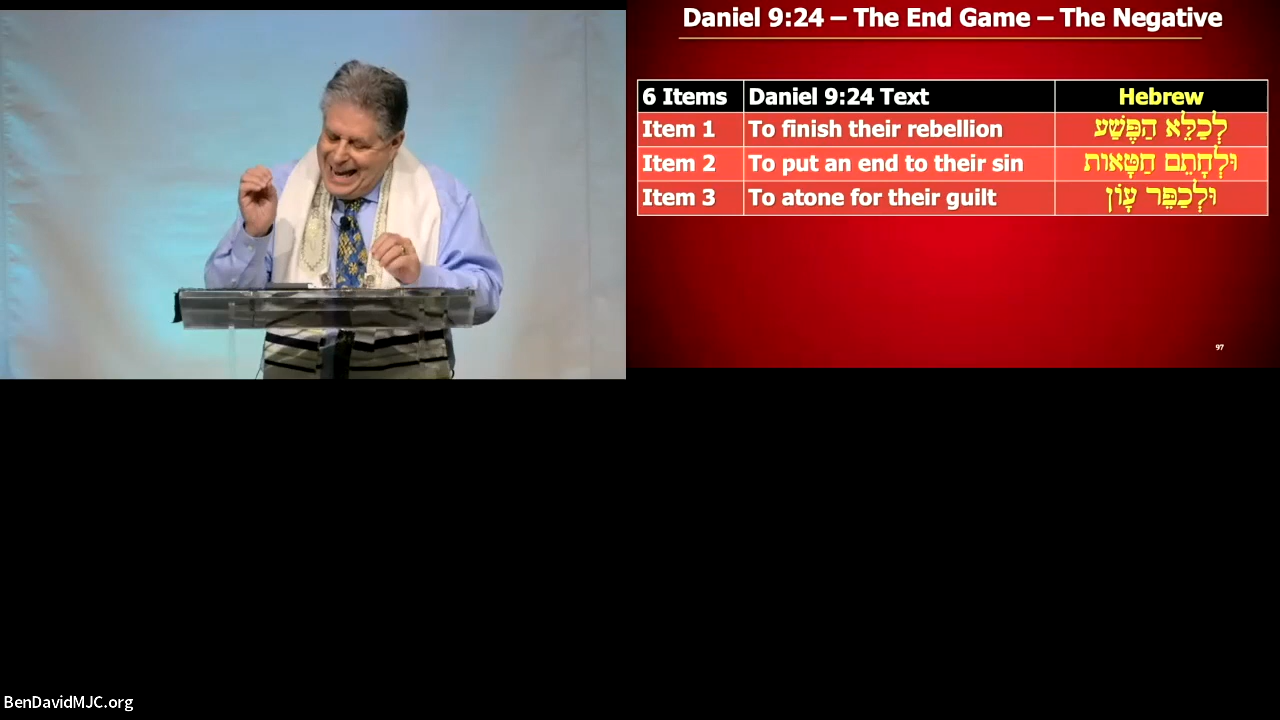 Daniel 9:24 – The End Game – The Negative
6 Items Daniel 9:24 Text Hebrew
Item 1 To finish their rebellion לְכַלֵּא הַפֶּשַׁע
Item 2 To put an end to their sin וּלְחָתֵם חַטָּאות
Item 3 To atone for their guilt וּלְכַפֵּר עָוֹן
97
BenDavidMJC.org